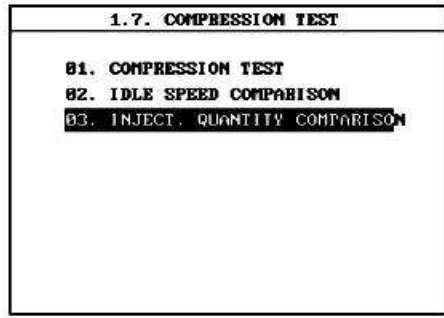 1.7. COMPRESSION TEST
01. COMPRESSION TEST
02. IDLE SPEED COMPARISON
03. INJECT. QUANTITY COMPARISON